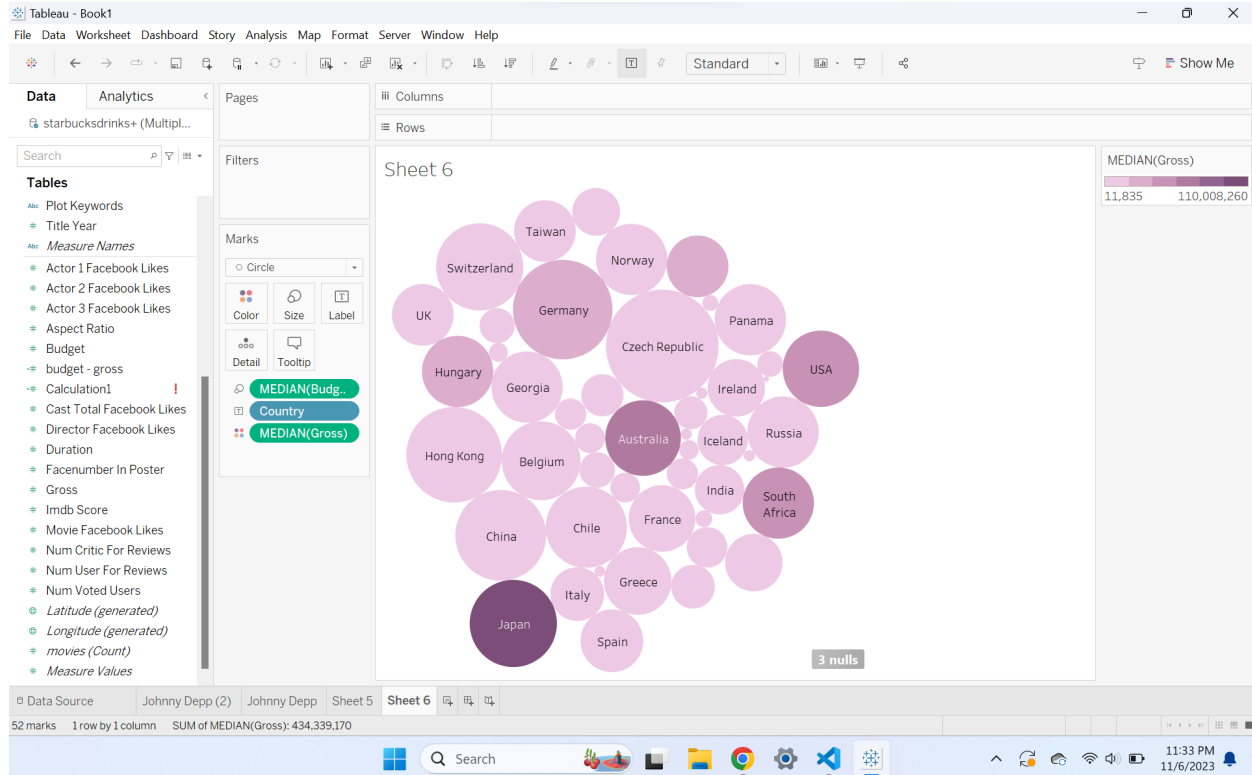 Tableau - Book1
File Data Worksheet Dashboard Story Analysis Map Format Server Window Help
Standard
Show Me
Data
Analytics
starbucksdrinks+ (Multipl...
Search
Tables
Abc Plot Keywords
# Title Year
Abc Measure Names
# Actor 1 Facebook Likes
# Actor 2 Facebook Likes
# Actor 3 Facebook Likes
# Aspect Ratio
# Budget
=# budget - gross
=# Calculation1 !
# Cast Total Facebook Likes
# Director Facebook Likes
# Duration
# Facenumber In Poster
# Gross
# Imdb Score
# Movie Facebook Likes
# Num Critic For Reviews
# Num User For Reviews
# Num Voted Users
Latitude (generated)
Longitude (generated)
# movies (Count)
# Measure Values
Pages
Filters
Marks
Circle
Color Size Label
Detail Tooltip
MEDIAN(Budg..
Country
MEDIAN(Gross)
Columns
Rows
Sheet 6
Taiwan
Switzerland
Norway
UK
Germany
Panama
Czech Republic
Hungary
USA
Georgia
Ireland
Australia
Iceland
Russia
Hong Kong
Belgium
India
South
Africa
China
Chile
France
Greece
Italy
Japan
Spain
3 nulls
MEDIAN(Gross)
11,835 110,008,260
Data Source
Johnny Depp (2)
Johnny Depp
Sheet 5
Sheet 6
52 marks 1 row by 1 column SUM of MEDIAN(Gross): 434,339,170
Search
11:33 PM
11/6/2023